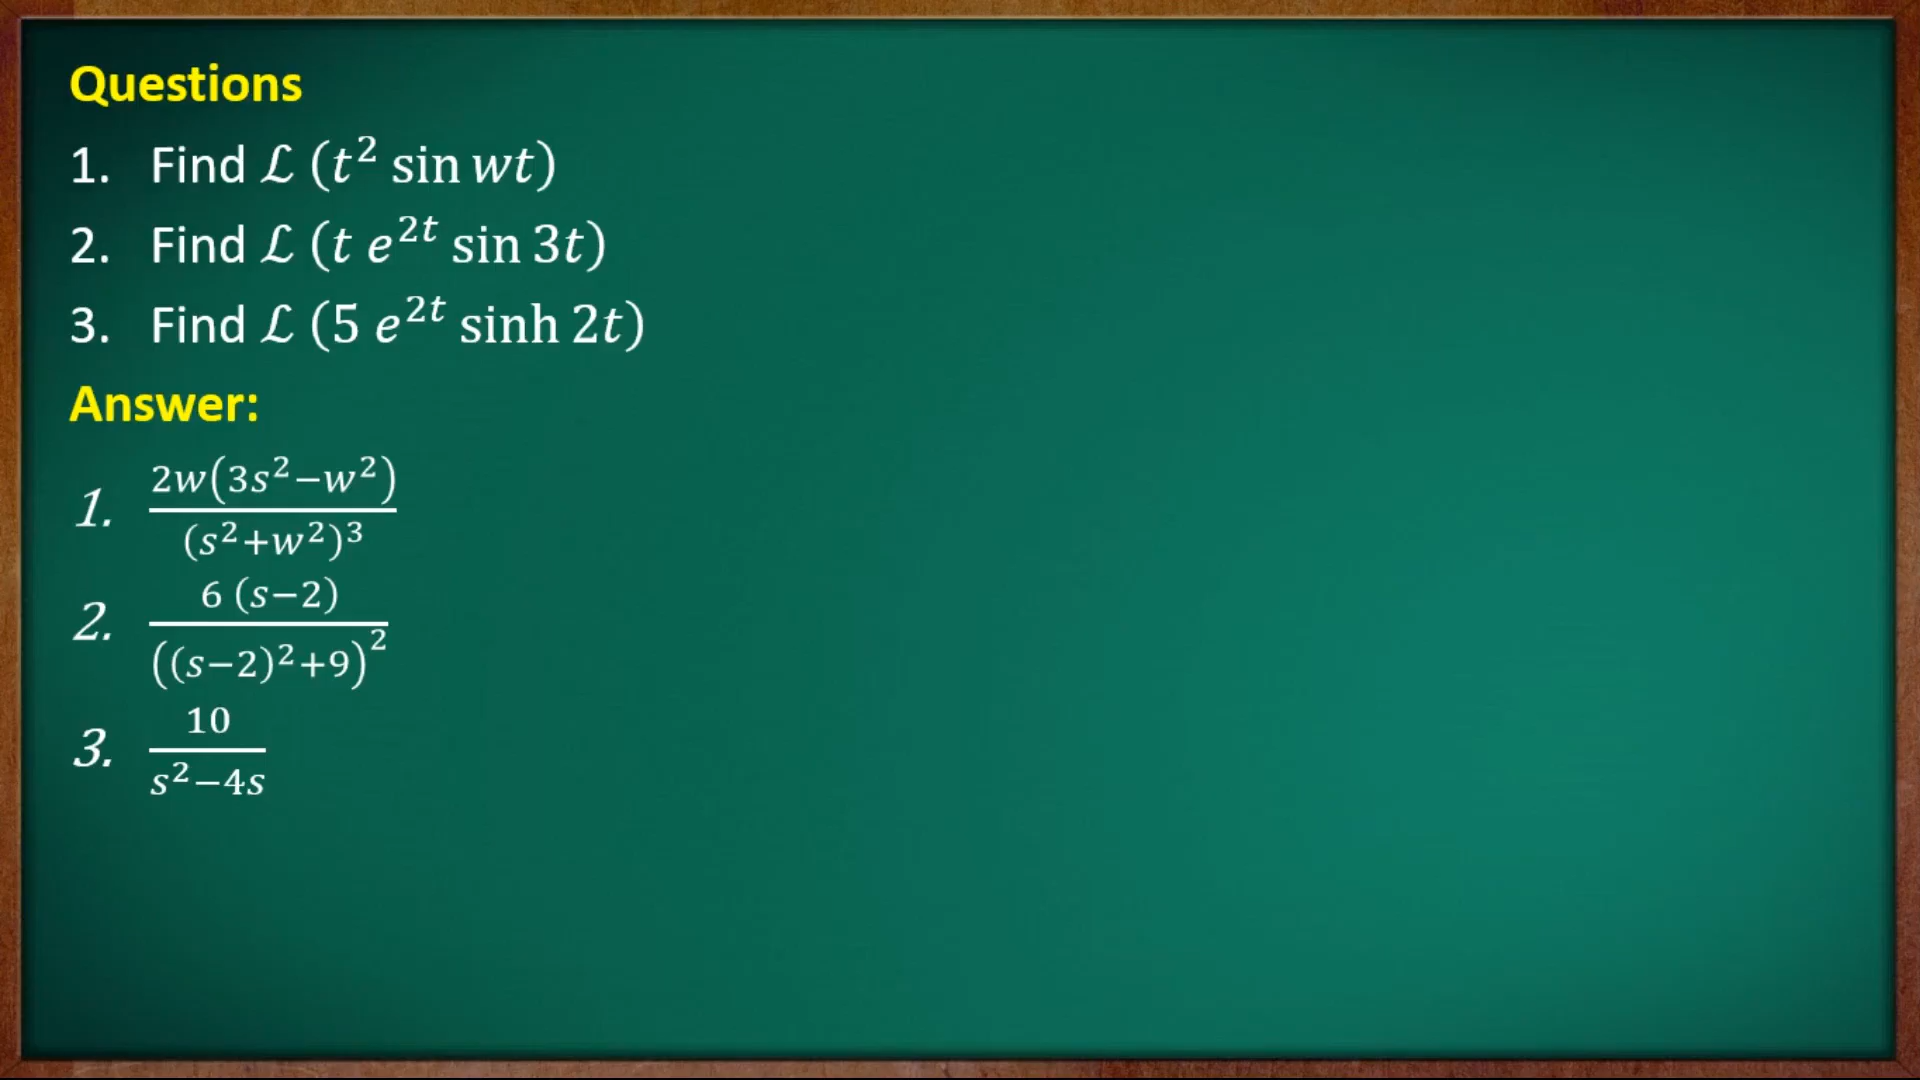 Questions
1. Find ℒ (t² sin wt)
2. Find ℒ (t e²ᵗ sin 3t)
3. Find ℒ (5 e²ᵗ sinh 2t)
Answer:
1. 2w(3s²−w²)/(s²+w²)³
2. 6 (s−2)/((s−2)²+9)²
3. 10/s²−4s